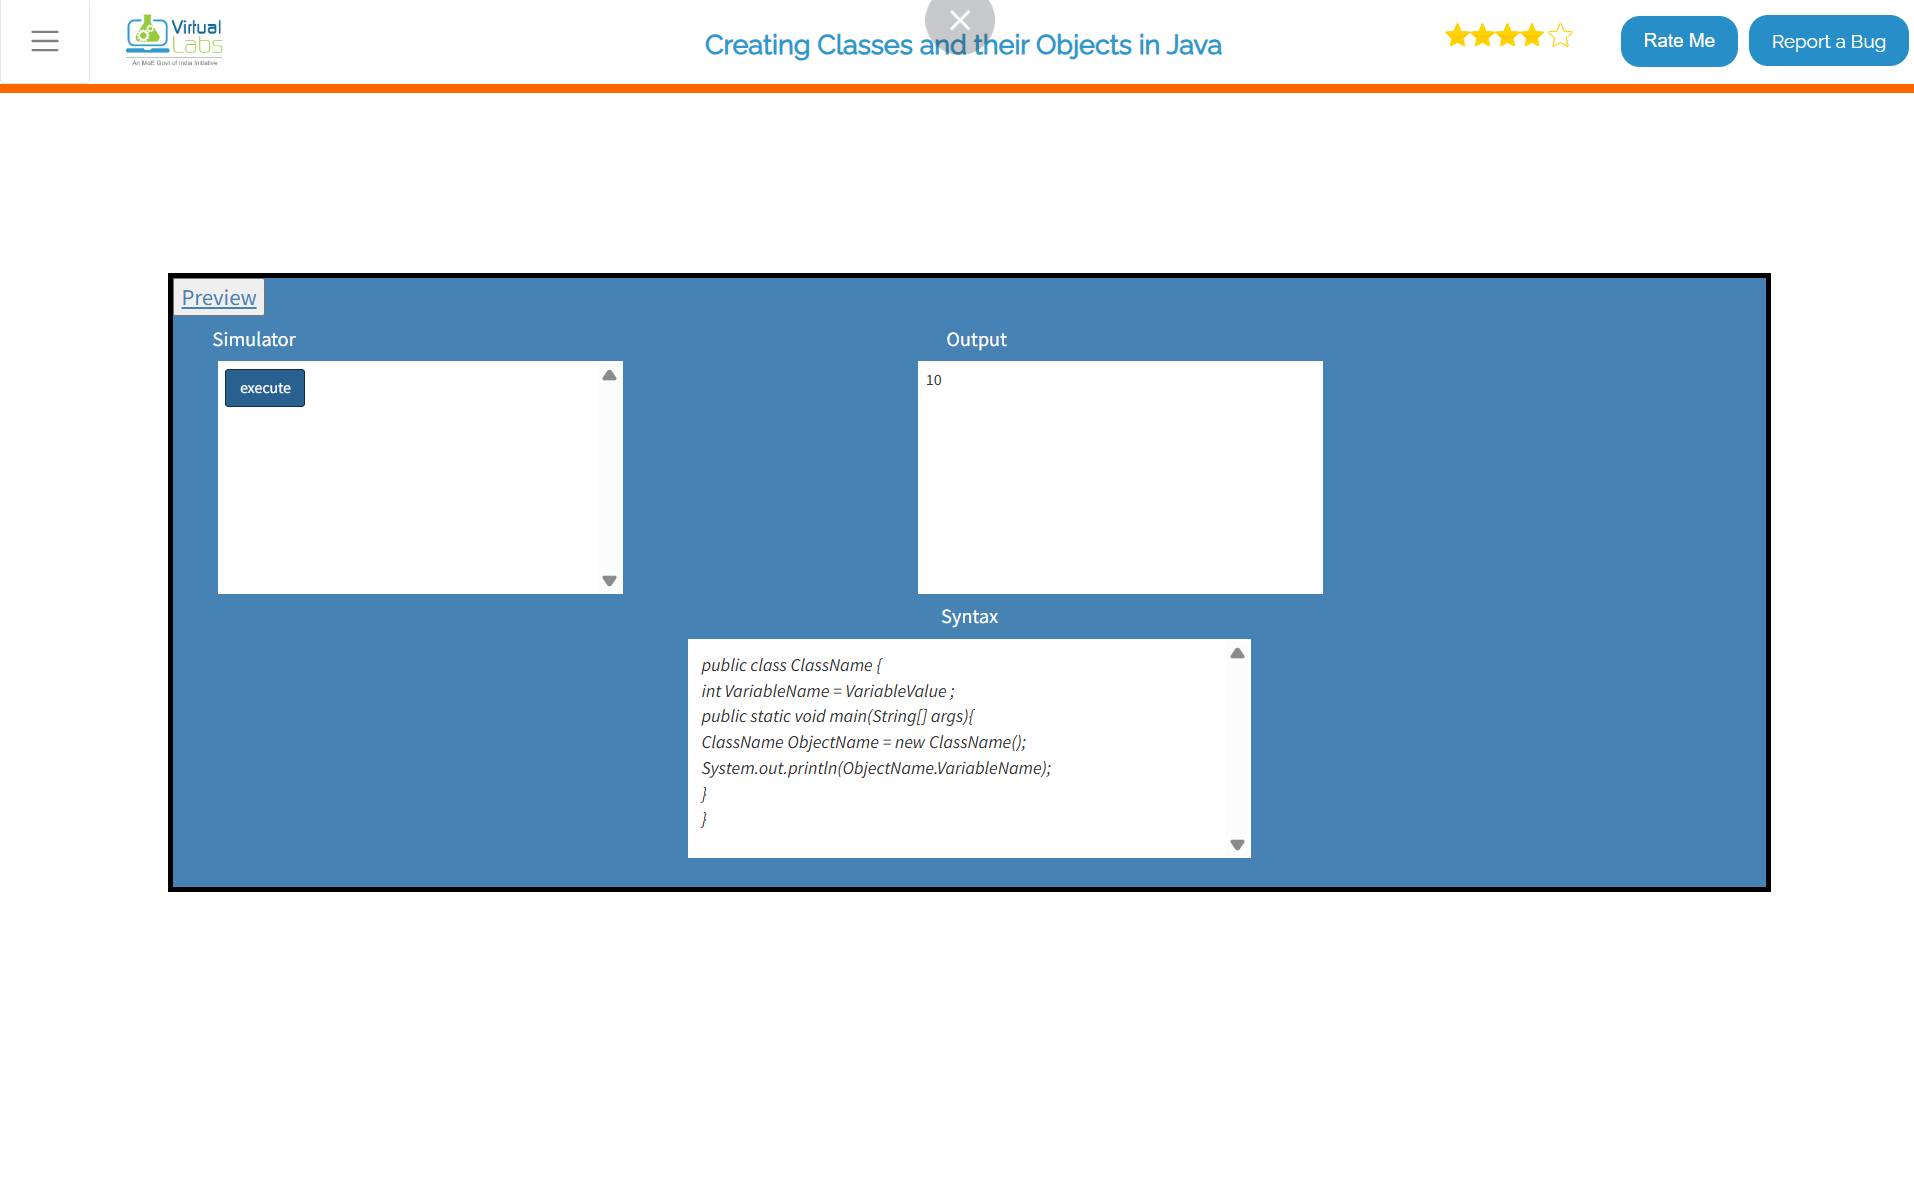 Virtual
Labs
An MoE Govt of India Initiative
Creating Classes and their Objects in Java
Rate Me
Report a Bug
Preview
Simulator
Output
execute
10
Syntax
public class ClassName {
int VariableName = VariableValue ;
public static void main(String[] args){
ClassName ObjectName = new ClassName();
System.out.println(ObjectName.VariableName);
}
}